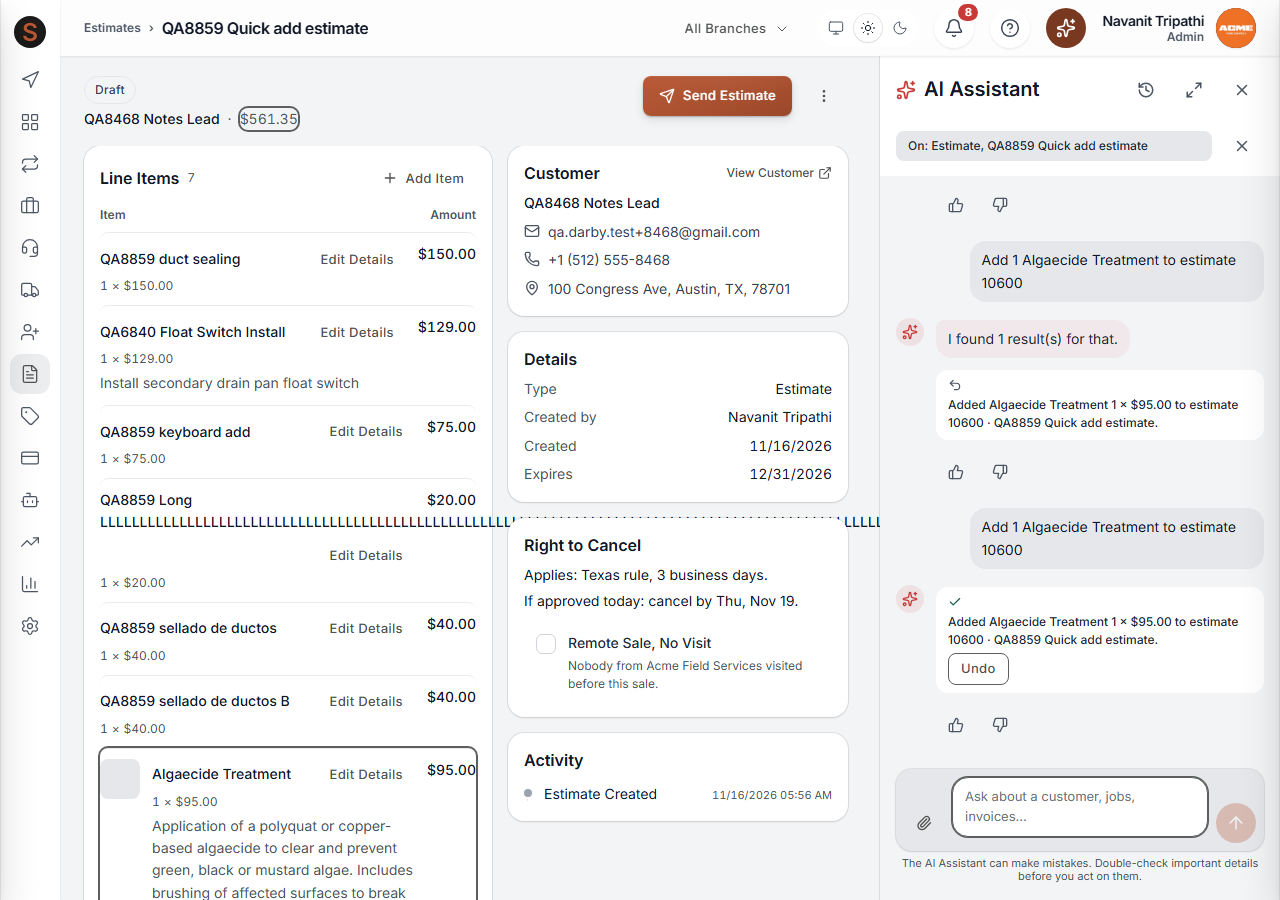 S
Estimates › QA8859 Quick add estimate
All Branches
8
Navanit Tripathi
Admin
ACME
Draft
QA8468 Notes Lead · $561.35
Send Estimate
Line Items 7
Add Item
Item Amount
QA8859 duct sealing Edit Details $150.00
1 × $150.00
QA6840 Float Switch Install Edit Details $129.00
1 × $129.00
Install secondary drain pan float switch
QA8859 keyboard add Edit Details $75.00
1 × $75.00
QA8859 Long $20.00
Edit Details
1 × $20.00
QA8859 sellado de ductos Edit Details $40.00
1 × $40.00
QA8859 sellado de ductos B Edit Details $40.00
1 × $40.00
Algaecide Treatment Edit Details $95.00
1 × $95.00
Application of a polyquat or copper-
based algaecide to clear and prevent
green, black or mustard algae. Includes
brushing of affected surfaces to break
Customer View Customer
QA8468 Notes Lead
qa.darby.test+8468@gmail.com
+1 (512) 555-8468
100 Congress Ave, Austin, TX, 78701
Details
Type Estimate
Created by Navanit Tripathi
Created 11/16/2026
Expires 12/31/2026
Right to Cancel
Applies: Texas rule, 3 business days.
If approved today: cancel by Thu, Nov 19.
Remote Sale, No Visit
Nobody from Acme Field Services visited
before this sale.
Activity
Estimate Created 11/16/2026 05:56 AM
AI Assistant
On: Estimate, QA8859 Quick add estimate
Add 1 Algaecide Treatment to estimate
10600
I found 1 result(s) for that.
Added Algaecide Treatment 1 × $95.00 to estimate
10600 · QA8859 Quick add estimate.
Add 1 Algaecide Treatment to estimate
10600
Added Algaecide Treatment 1 × $95.00 to estimate
10600 · QA8859 Quick add estimate.
Undo
Ask about a customer, jobs,
invoices...
The AI Assistant can make mistakes. Double-check important details
before you act on them.